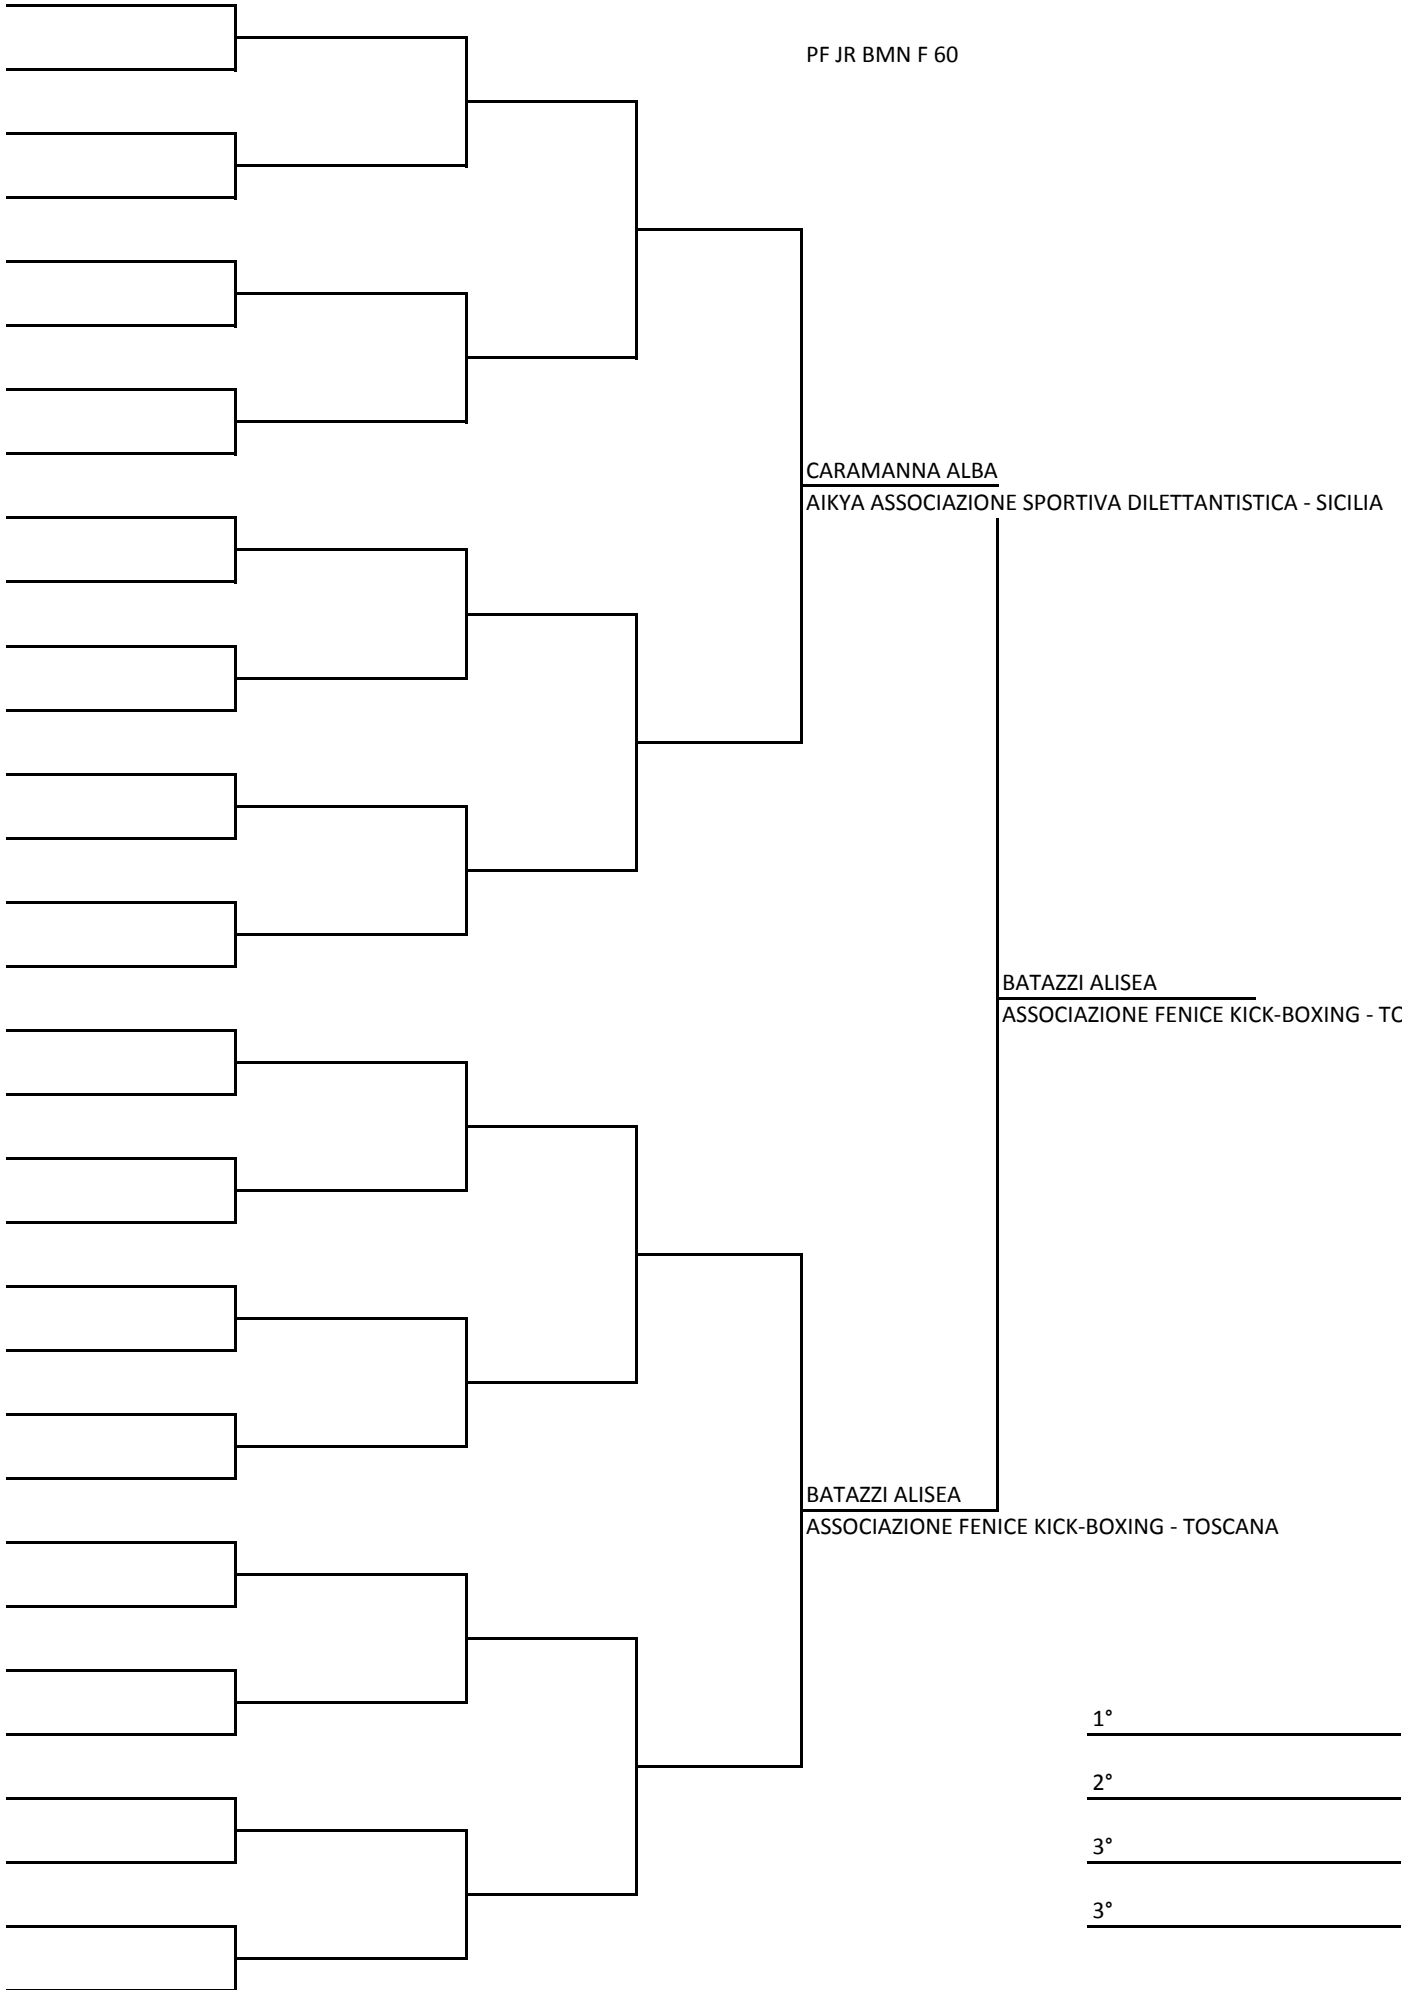 PF JR BMN F 60
CARAMANNA ALBA
AIKYA ASSOCIAZIONE SPORTIVA DILETTANTISTICA - SICILIA
BATAZZI ALISEA
ASSOCIAZIONE FENICE KICK-BOXING - TO
BATAZZI ALISEA
ASSOCIAZIONE FENICE KICK-BOXING - TOSCANA
1°
2°
3°
3°